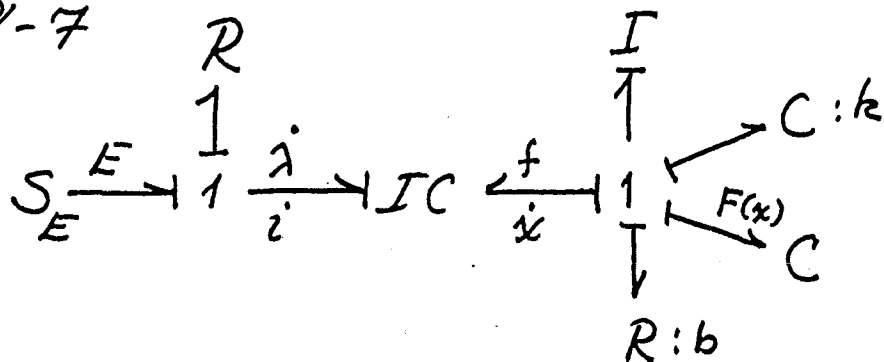 -7
R I
E λ̇ f C : k
S_E 1 i IC ẋ 1 F(x)
C
R : b